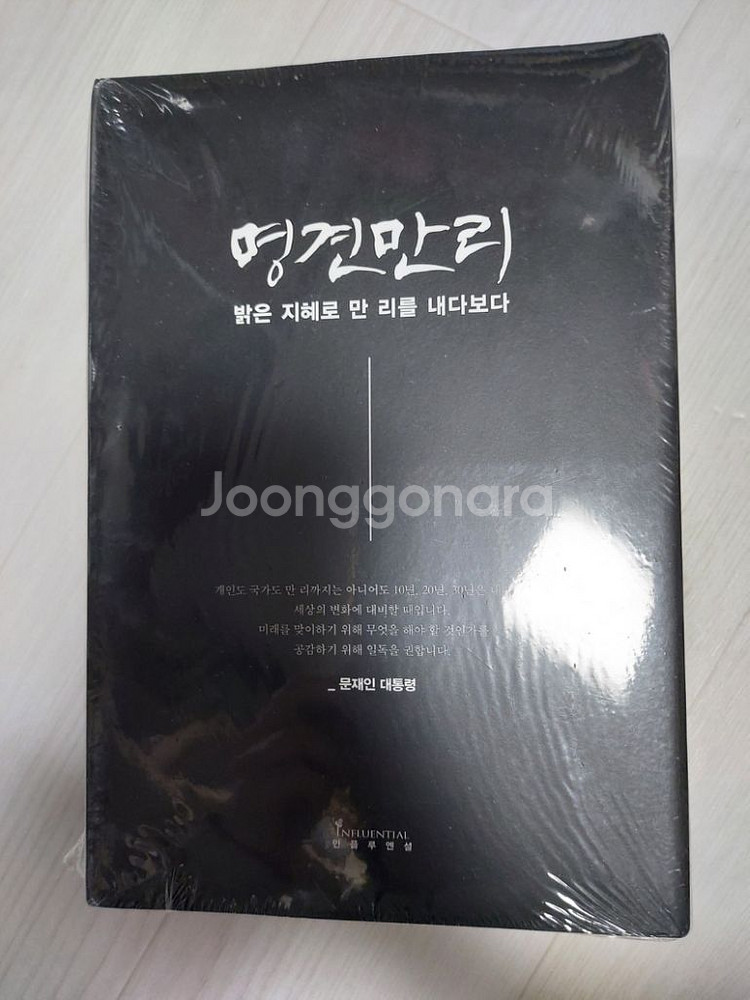 명견만리
밝은 지혜로 만 리를 내다보다
Joonggonara
개인도 국가도 만 리까지는 아니어도 10년, 20년, 30년은
세상의 변화에 대비할 때입니다.
미래를 맞이하기 위해 무엇을 해야 할 것인가를
공감하기 위해 일독을 권합니다.
_ 문재인 대통령
INFLUENTIAL
인플루엔셜